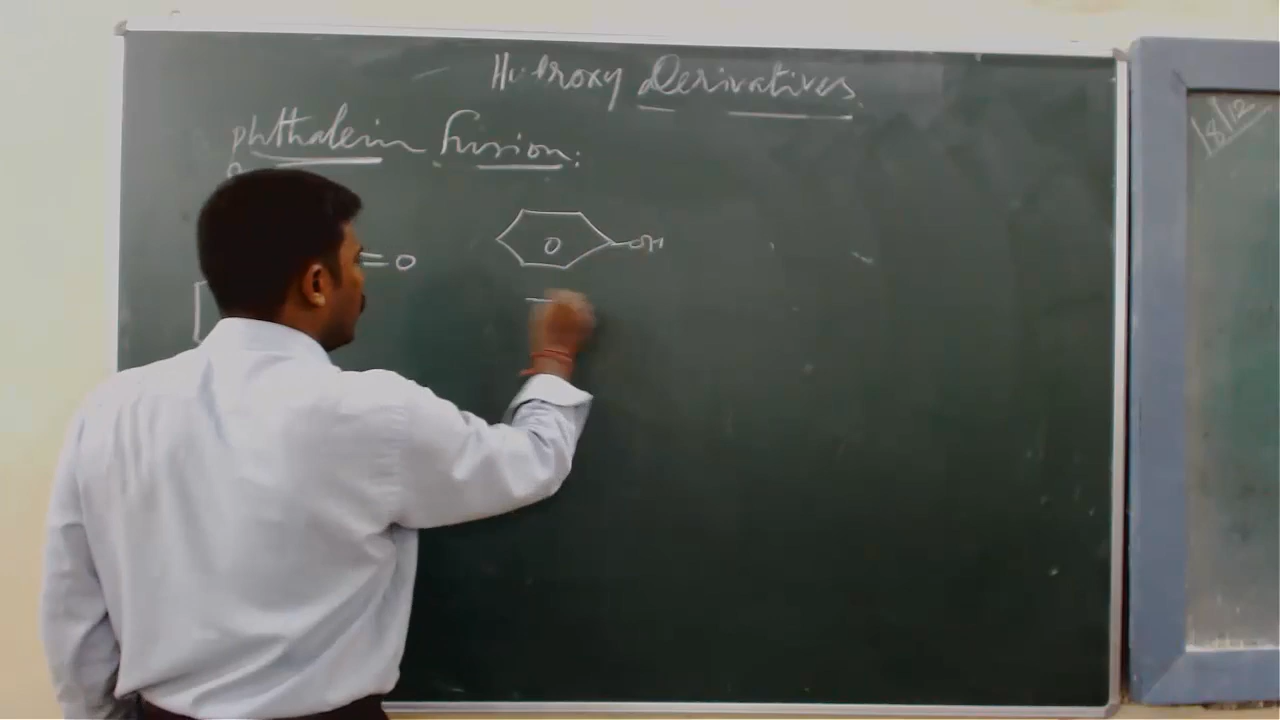 Hydroxy Derivatives.
phthalein fusion:
=O
O
OH
18/12